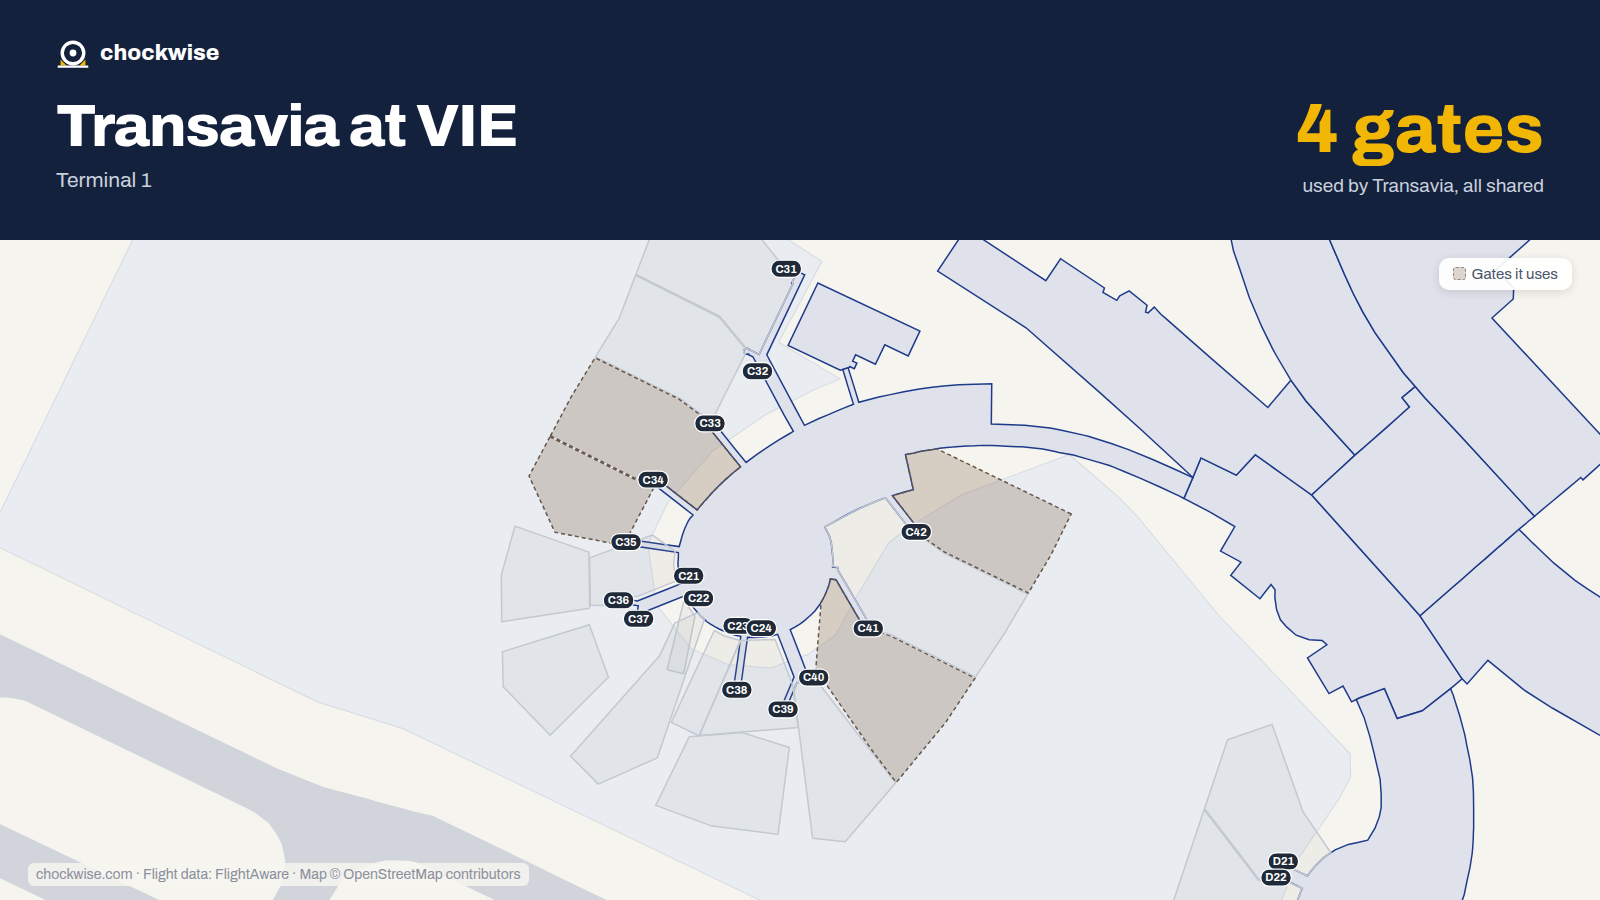 chockwise
Transavia at VIE
Terminal 1
4 gates
used by Transavia, all shared
Gates it uses
C31
C32
C33
C34
C35
C21
C22
C36
C37
C23
C24
C38
C39
C40
C41
C42
D21
D22
chockwise.com · Flight data: FlightAware · Map © OpenStreetMap contributors